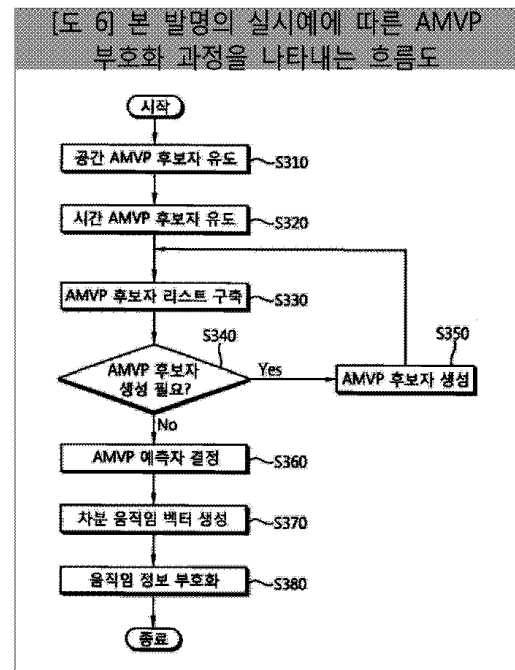 [도 6] 본 발명의 실시예에 따른 AMVP
부호화 과정을 나타내는 흐름도
시작
공간 AMVP 후보자 유도 S310
시간 AMVP 후보자 유도 S320
AMVP 후보자 리스트 구축 S330
S340
AMVP 후보자
생성 필요?
Yes
S350
AMVP 후보자 생성
No
AMVP 예측자 결정 S360
차분 움직임 벡터 생성 S370
움직임 정보 부호화 S380
종료